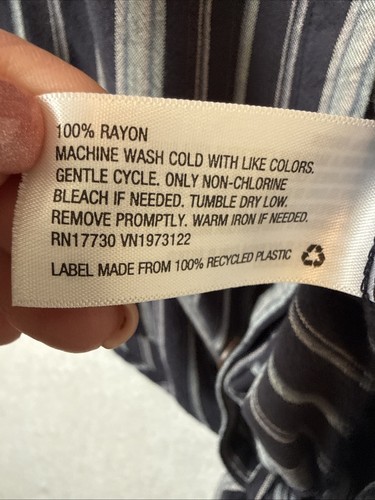 100% RAYON
MACHINE WASH COLD WITH LIKE COLORS.
GENTLE CYCLE. ONLY NON-CHLORINE
BLEACH IF NEEDED. TUMBLE DRY LOW.
REMOVE PROMPTLY. WARM IRON IF NEEDED.
RN17730 VN1973122
LABEL MADE FROM 100% RECYCLED PLASTIC